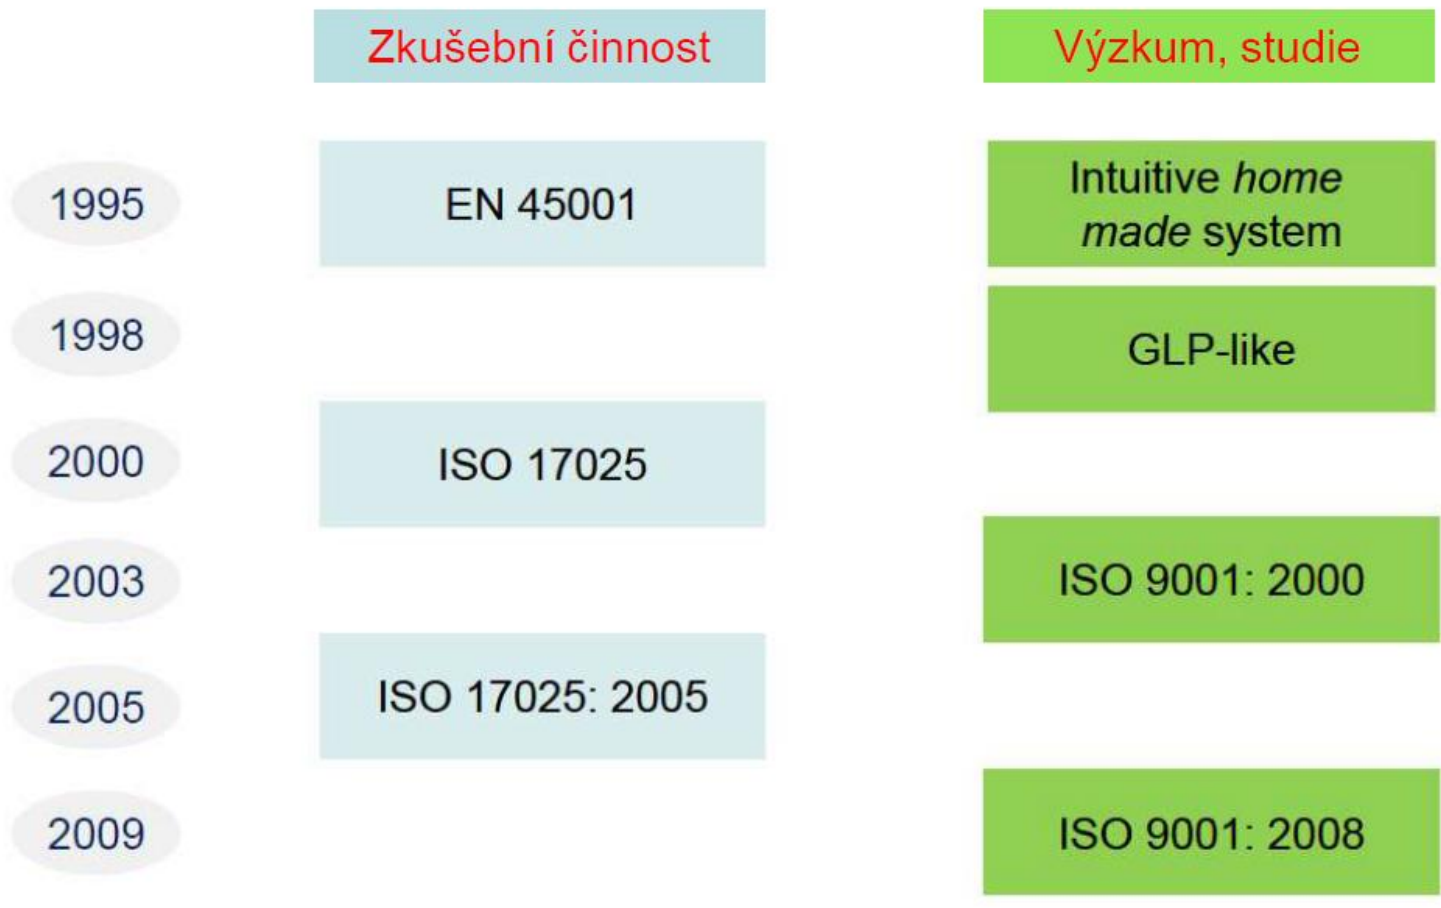 Zkušební činnost
Výzkum, studie
1995
EN 45001
Intuitive home
made system
1998
GLP-like
2000
ISO 17025
2003
ISO 9001: 2000
2005
ISO 17025: 2005
2009
ISO 9001: 2008